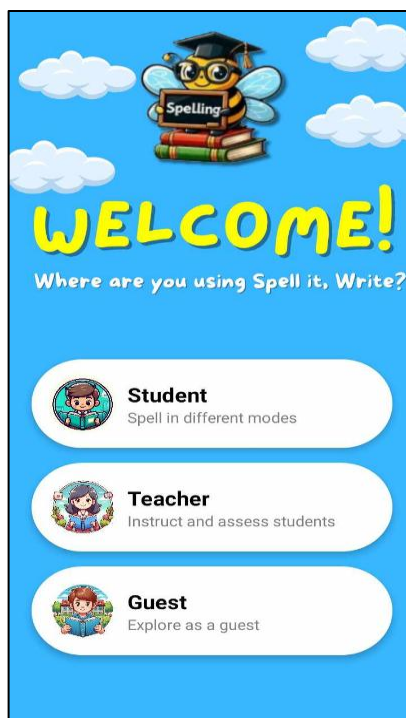 Spelling
WELCOME!
Where are you using Spell it, Write?
Student
Spell in different modes
Teacher
Instruct and assess students
Guest
Explore as a guest